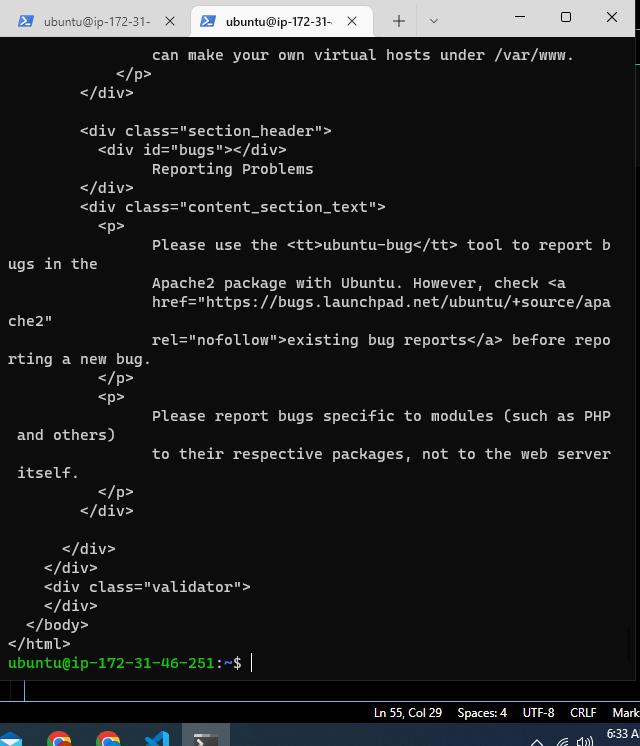 ubuntu@ip-172-31-
ubuntu@ip-172-31-
can make your own virtual hosts under /var/www.
</p>
</div>
<div class="section_header">
<div id="bugs"></div>
Reporting Problems
</div>
<div class="content_section_text">
<p>
Please use the <tt>ubuntu-bug</tt> tool to report b
ugs in the
Apache2 package with Ubuntu. However, check <a
href="https://bugs.launchpad.net/ubuntu/+source/apa
che2"
rel="nofollow">existing bug reports</a> before repo
rting a new bug.
</p>
<p>
Please report bugs specific to modules (such as PHP
and others)
to their respective packages, not to the web server
itself.
</p>
</div>
</div>
</div>
<div class="validator">
</div>
</body>
</html>
ubuntu@ip-172-31-46-251:~$
Ln 55, Col 29 Spaces: 4 UTF-8 CRLF Mark
6:33 A